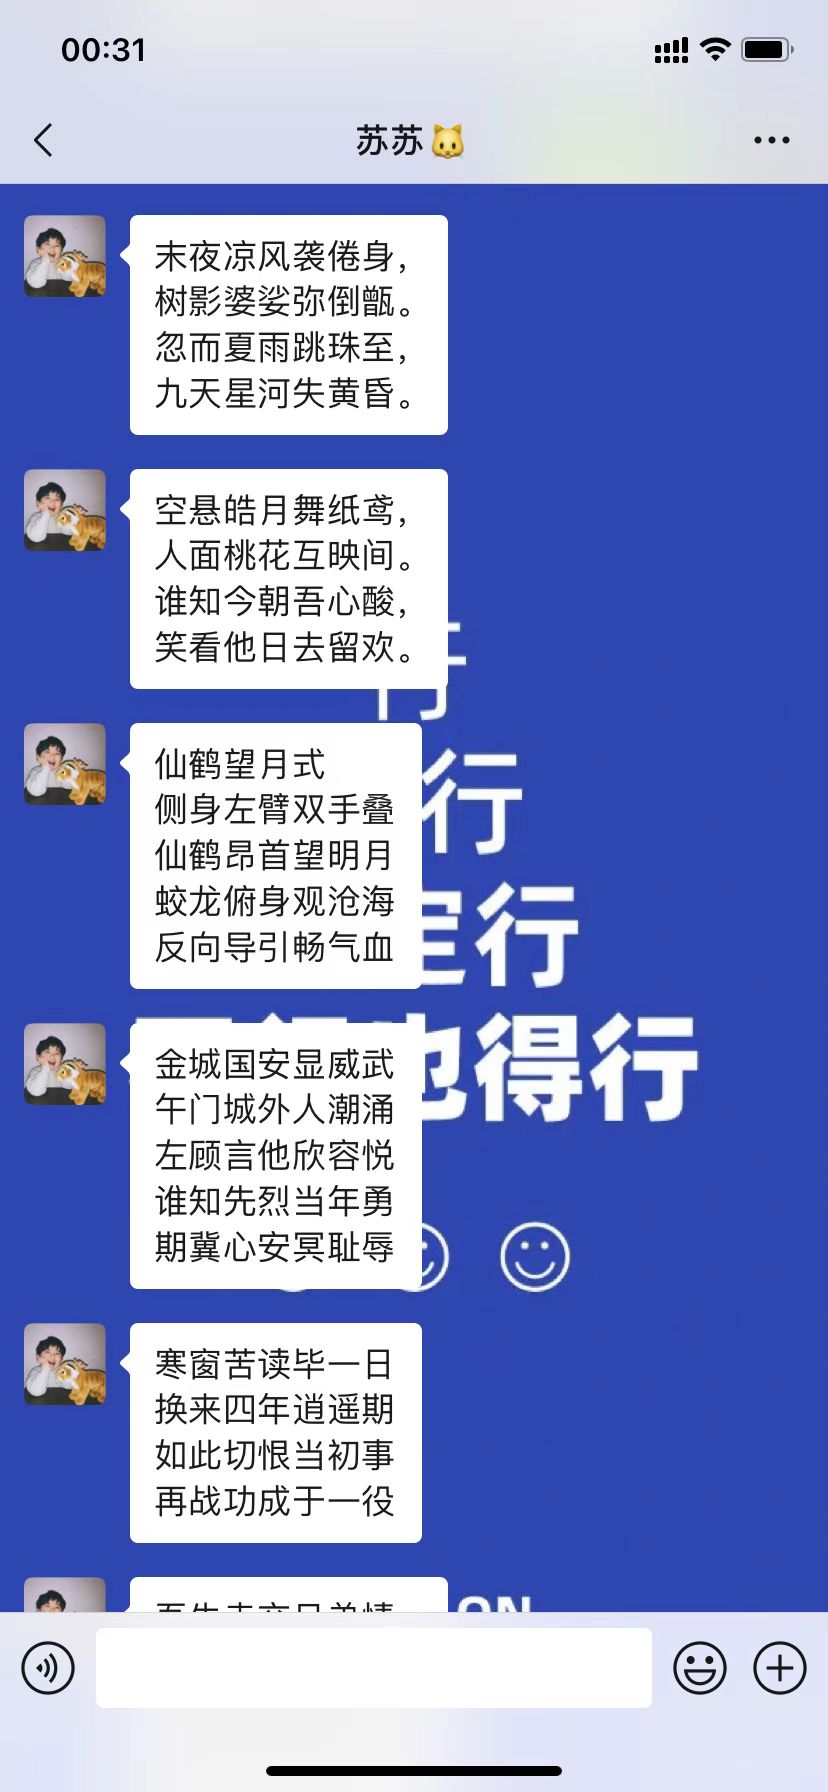 00:31
苏苏🐱
末夜凉风袭倦身，
树影婆娑弥倒甑。
忽而夏雨跳珠至，
九天星河失黄昏。
空悬皓月舞纸鸢，
人面桃花互映间。
谁知今朝吾心酸，
笑看他日去留欢。
仙鹤望月式
侧身左臂双手叠
仙鹤昂首望明月
蛟龙俯身观沧海
反向导引畅气血
金城国安显威武
午门城外人潮涌
左顾言他欣容悦
谁知先烈当年勇
期冀心安冥耻辱
寒窗苦读毕一日
换来四年逍遥期
如此切恨当初事
再战功成于一役
行
定行
也得行
ON